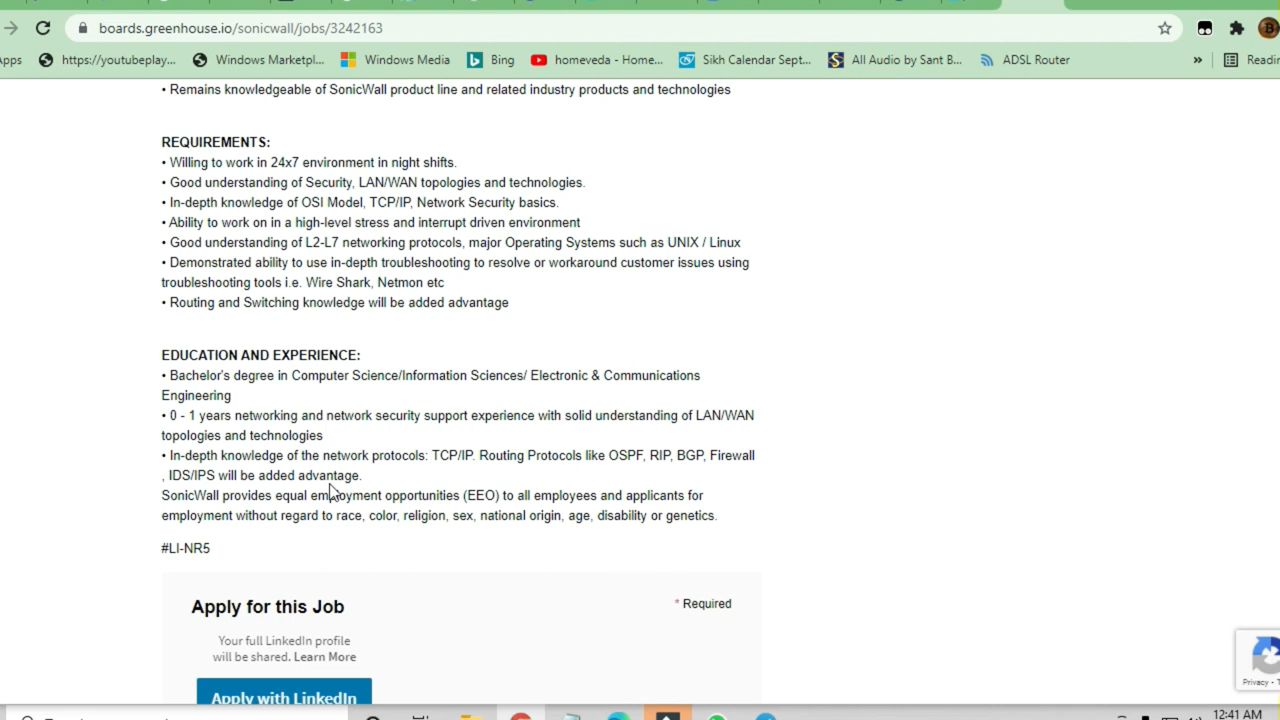 boards.greenhouse.io/sonicwall/jobs/3242163
https://youtubeplay... Windows Marketpl... Windows Media Bing homeveda - Home... Sikh Calendar Sept... All Audio by Sant B... ADSL Router »
• Remains knowledgeable of SonicWall product line and related industry products and technologies
REQUIREMENTS:
• Willing to work in 24x7 environment in night shifts.
• Good understanding of Security, LAN/WAN topologies and technologies.
• In-depth knowledge of OSI Model, TCP/IP, Network Security basics.
• Ability to work on in a high-level stress and interrupt driven environment
• Good understanding of L2-L7 networking protocols, major Operating Systems such as UNIX / Linux
• Demonstrated ability to use in-depth troubleshooting to resolve or workaround customer issues using
troubleshooting tools i.e. Wire Shark, Netmon etc
• Routing and Switching knowledge will be added advantage
EDUCATION AND EXPERIENCE:
• Bachelor's degree in Computer Science/Information Sciences/ Electronic & Communications
Engineering
• 0 - 1 years networking and network security support experience with solid understanding of LAN/WAN
topologies and technologies
• In-depth knowledge of the network protocols: TCP/IP. Routing Protocols like OSPF, RIP, BGP, Firewall
, IDS/IPS will be added advantage.
SonicWall provides equal employment opportunities (EEO) to all employees and applicants for
employment without regard to race, color, religion, sex, national origin, age, disability or genetics.
#LI-NR5
Apply for this Job
* Required
Your full LinkedIn profile
will be shared. Learn More
Apply with LinkedIn
Privacy -
12:41 AM